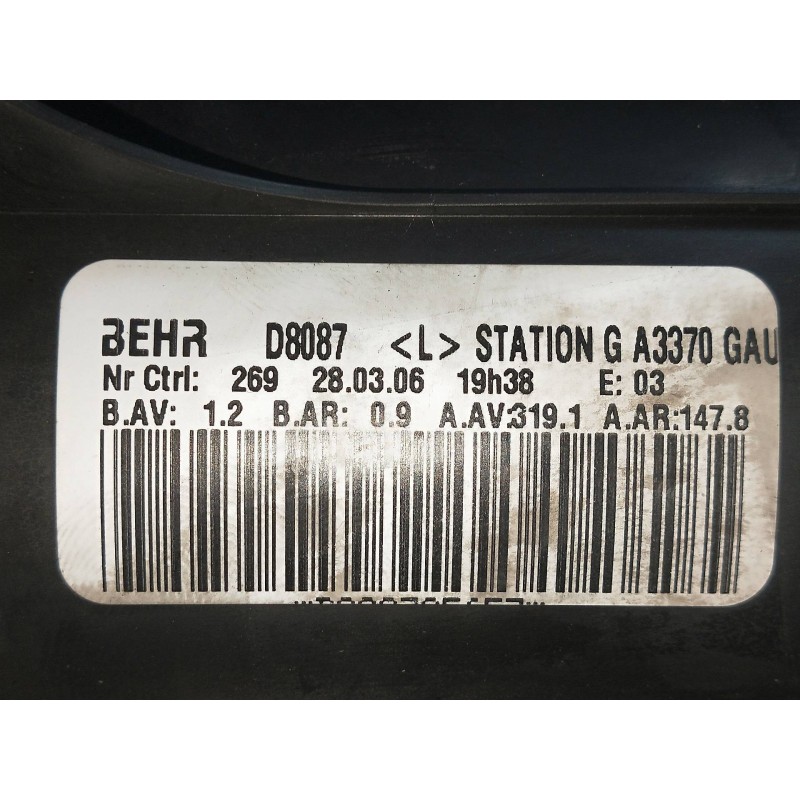 BEHR D8087 <L> STATION G A3370 GAU
Nr Ctrl: 269 28.03.06 19h38 E: 03
B.AV: 1.2 B.AR: 0.9 A.AV:319.1 A.AR:147.8